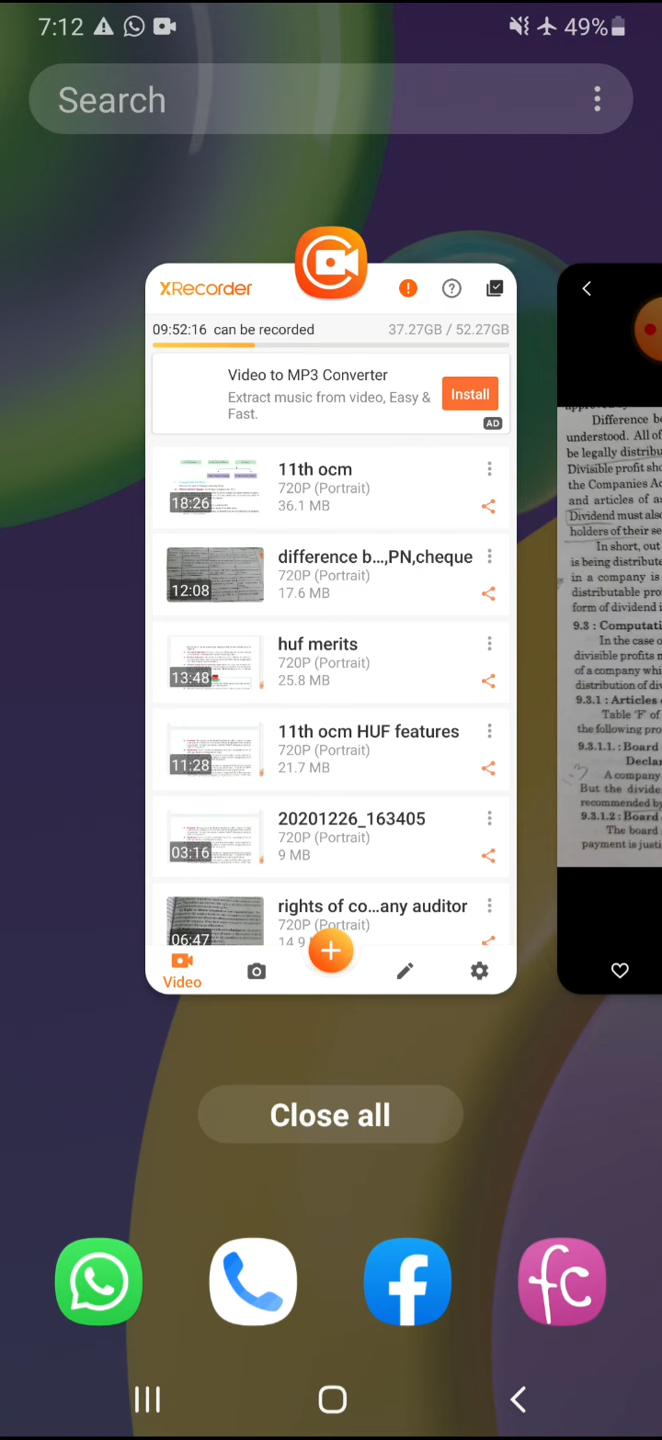 7:12
49%
Search
XRecorder
09:52:16 can be recorded
37.27GB / 52.27GB
Video to MP3 Converter
Extract music from video, Easy &
Fast.
Install
AD
11th ocm
720P (Portrait)
36.1 MB
18:26
difference b...,PN,cheque
720P (Portrait)
17.6 MB
12:08
huf merits
720P (Portrait)
25.8 MB
13:48
11th ocm HUF features
720P (Portrait)
21.7 MB
11:28
20201226_163405
720P (Portrait)
9 MB
03:16
rights of co...any auditor
720P (Portrait)
14.9
06:47
Video
Difference be
understood. All of
be legally distribu
Divisible profit sho
the Companies Ac
and articles of as
Dividend must also
holders of their se
In short, out
is being distribute
in a company is
distributable pro
form of dividend i
9.3 : Computati
In the case o
divisible profits n
of a company whi
distribution of div
9.3.1 : Articles
Table 'F' of
the following pro
9.3.1.1. : Board
Declar
A company
But the divide
recommended by
9.3.1.2 : Board
The board
payment is justi
Close all
fc